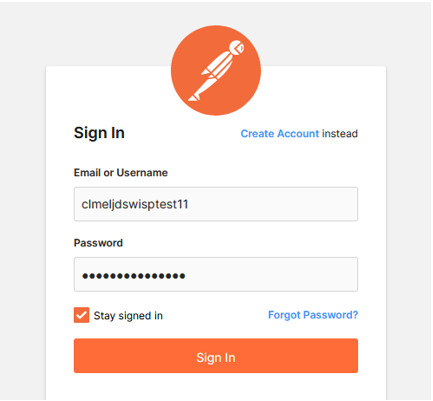 Sign In
Create Account instead
Email or Username
clmeljdswisptest11
Password
•••••••••••••••
Stay signed in
Forgot Password?
Sign In